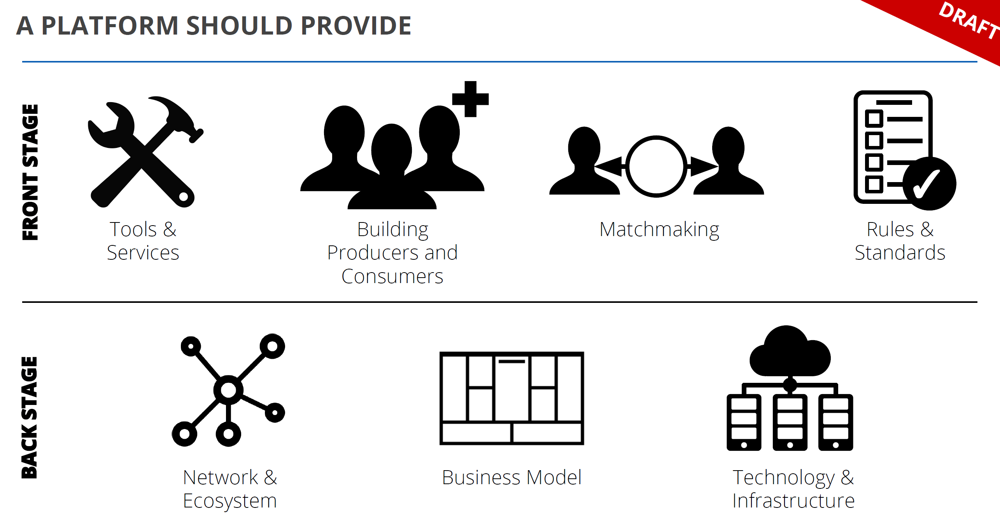 A PLATFORM SHOULD PROVIDE
DRAFT
FRONT STAGE
Tools &
Services
Building
Producers and
Consumers
Matchmaking
Rules &
Standards
BACK STAGE
Network &
Ecosystem
Business Model
Technology &
Infrastructure